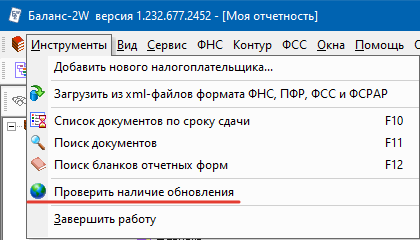 Баланс-2W версия 1.232.677.2452 - [Моя отчетность]
Инструменты Вид Сервис ФНС Контур ФСС Окна Помощь
Добавить нового налогоплательщика...
Загрузить из xml-файлов формата ФНС, ПФР, ФСС и ФСРАР
Список документов по сроку сдачи F10
Поиск документов F11
Поиск бланков отчетных форм F12
Проверить наличие обновления
Завершить работу